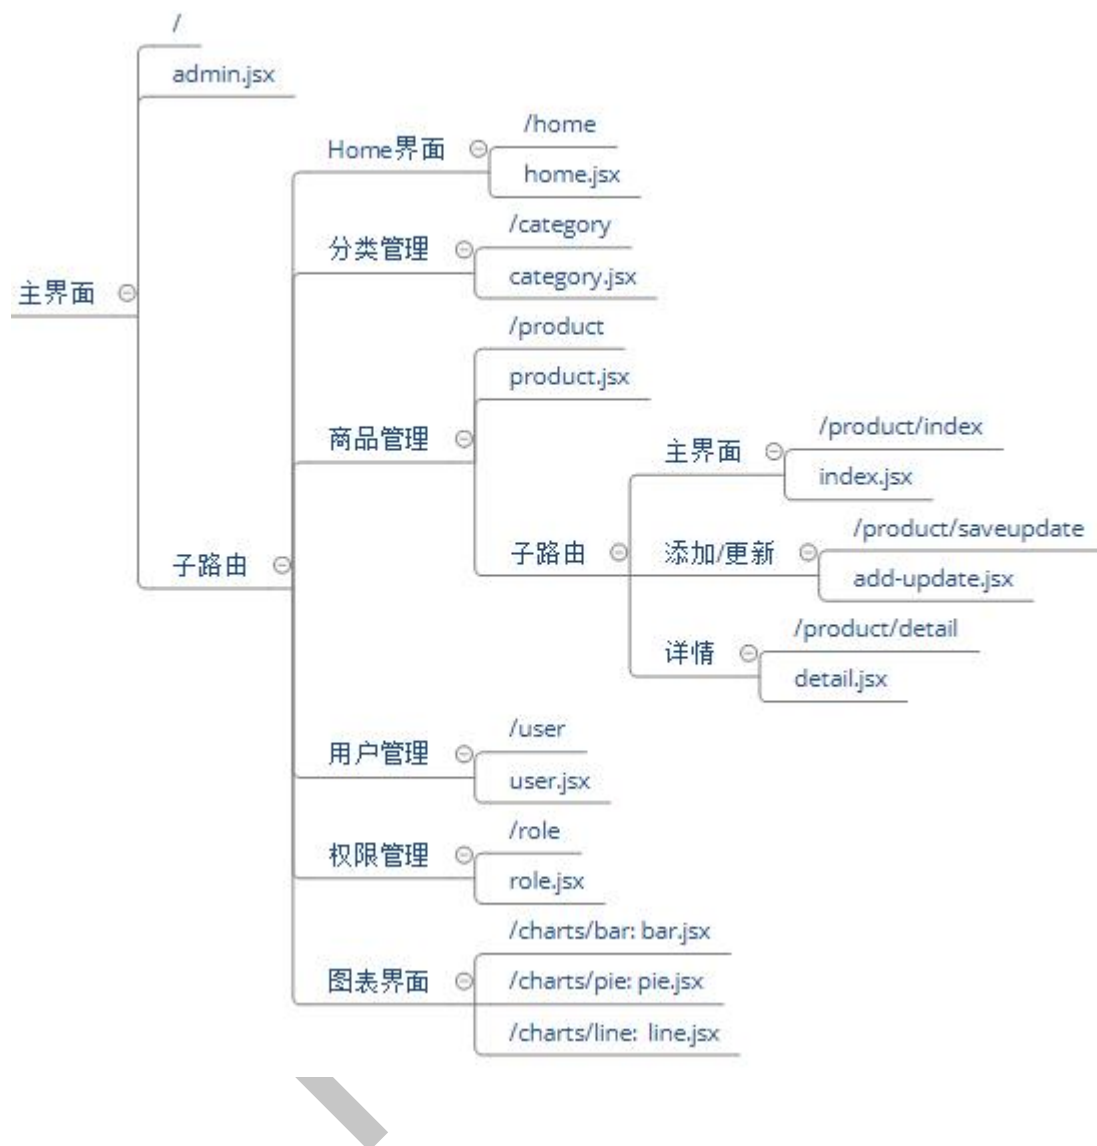 /
admin.jsx
主界面
子路由
Home界面
/home
home.jsx
分类管理
/category
category.jsx
商品管理
/product
product.jsx
子路由
主界面
/product/index
index.jsx
添加/更新
/product/saveupdate
add-update.jsx
详情
/product/detail
detail.jsx
用户管理
/user
user.jsx
权限管理
/role
role.jsx
图表界面
/charts/bar: bar.jsx
/charts/pie: pie.jsx
/charts/line: line.jsx